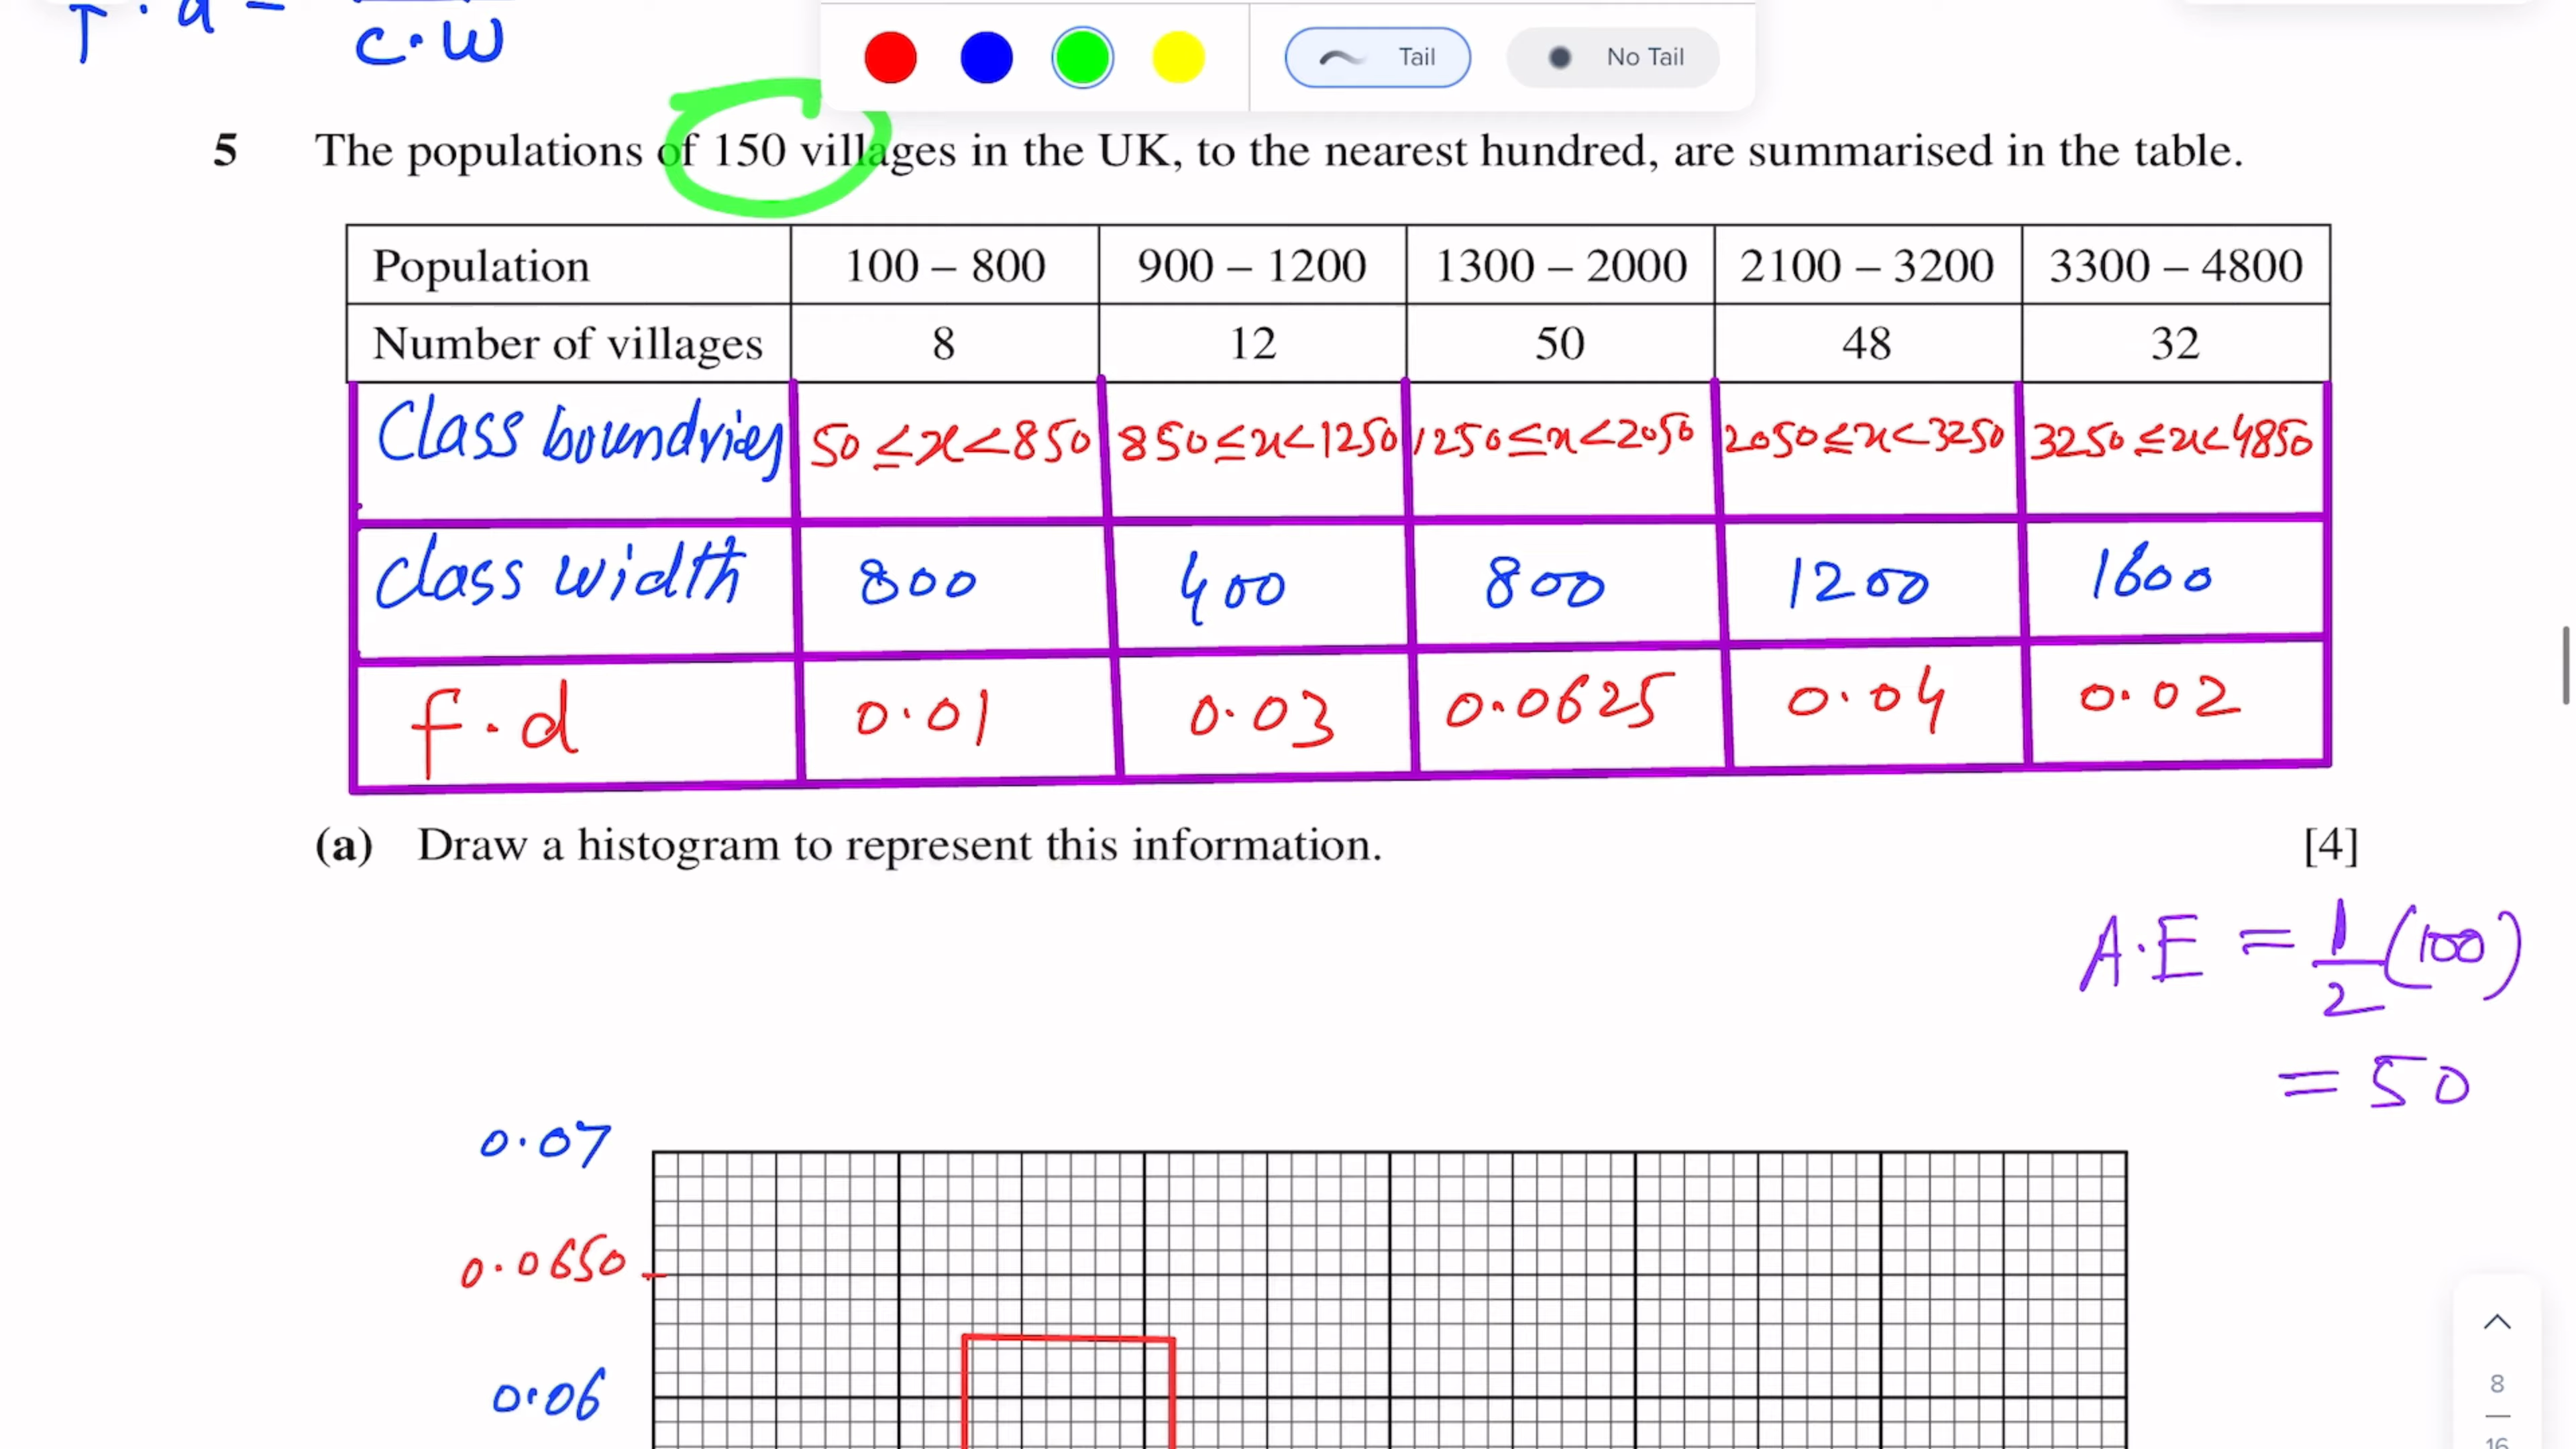 c·w
Tail
No Tail
5 The populations of 150 villages in the UK, to the nearest hundred, are summarised in the table.
Population 100 – 800 900 – 1200 1300 – 2000 2100 – 3200 3300 – 4800
Number of villages 8 12 50 48 32
Class boundries 50 ≤ x < 850 850 ≤ x < 1250 1250 ≤ x < 2050 2050 ≤ x < 3250 3250 ≤ x < 4850
class width 800 400 800 1200 1600
f·d 0.01 0.03 0.0625 0.04 0.02
(a) Draw a histogram to represent this information. [4]
A·E = 1/2 (100)
= 50
0.07
0.0650
0.06
8
16